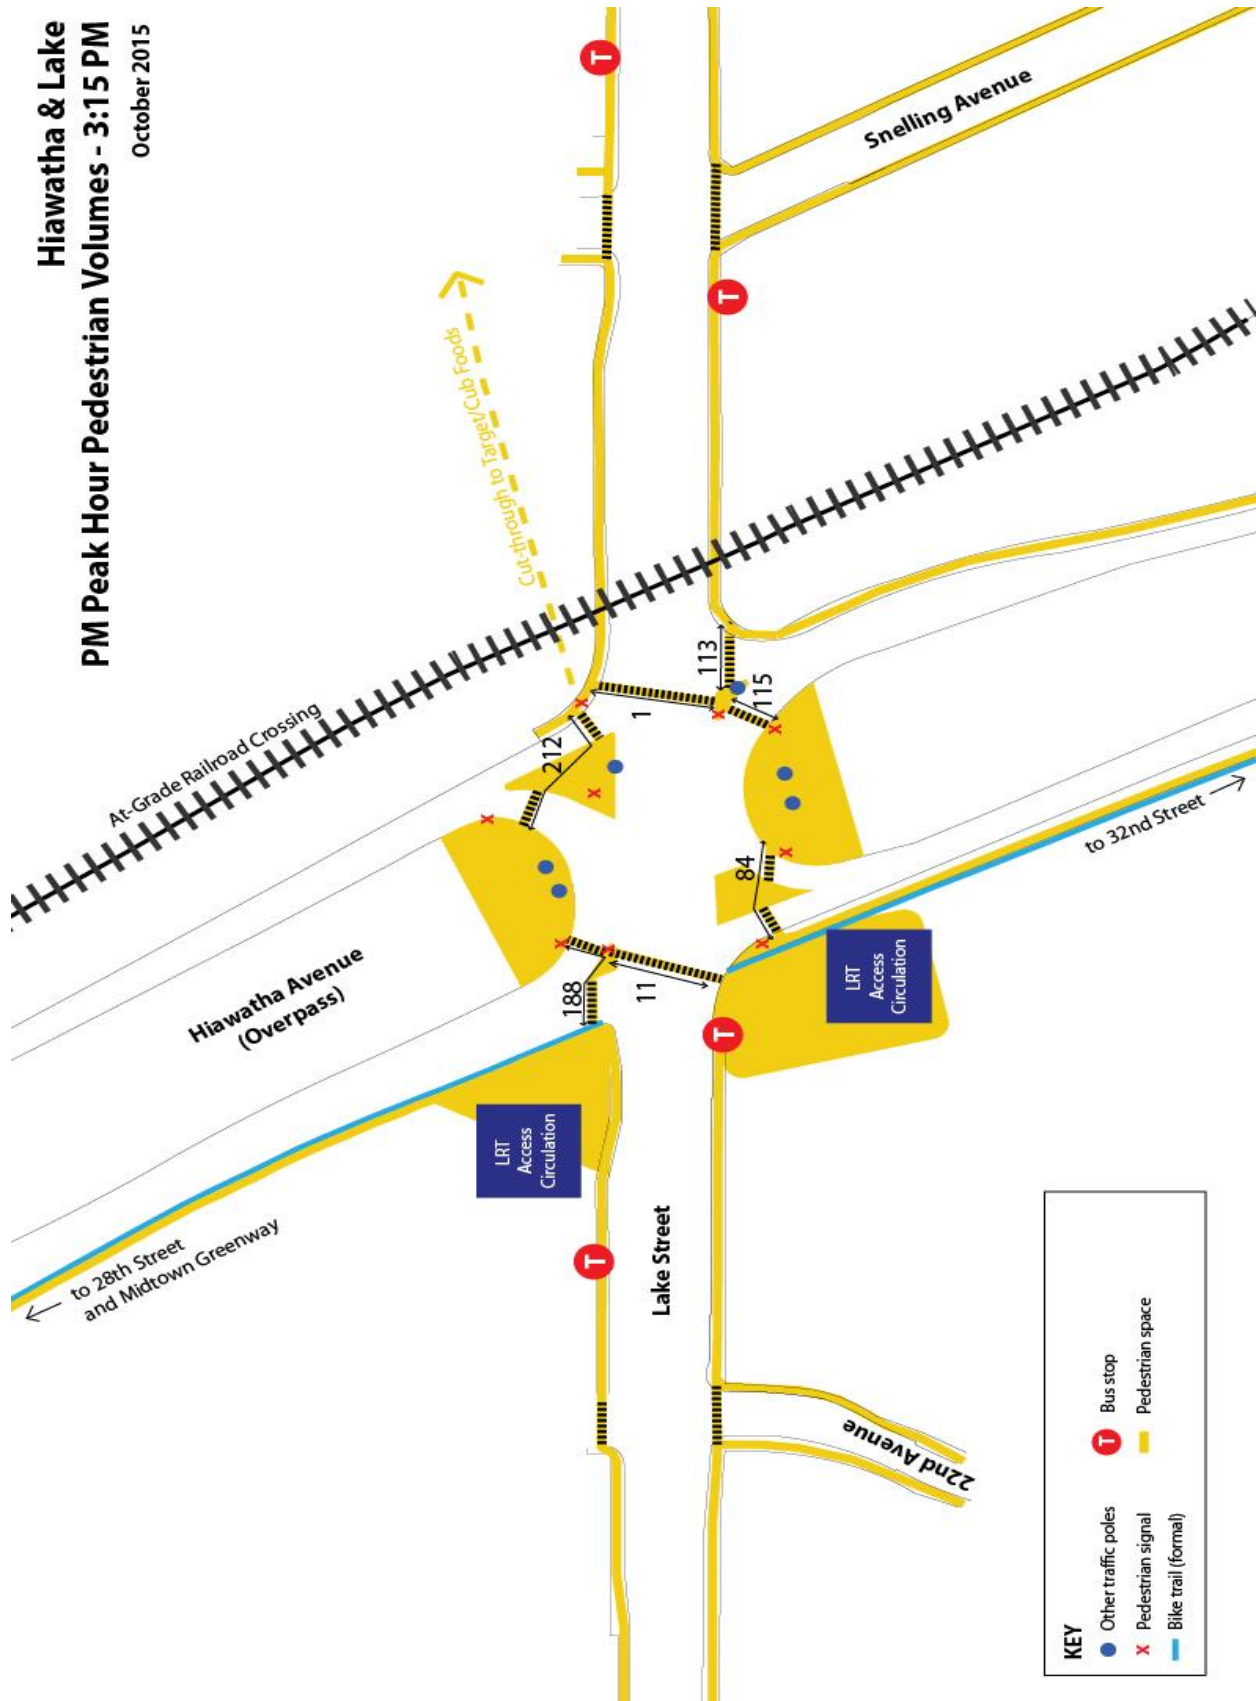 Hiawatha & Lake
PM Peak Hour Pedestrian Volumes - 3:15 PM
October 2015
At-Grade Railroad Crossing
Cut-through to Target/Cub Foods
Snelling Avenue
Hiawatha Avenue
(Overpass)
212
1
113
115
188
11
84
to 28th Street
and Midtown Greenway
LRT
Access
Circulation
LRT
Access
Circulation
to 32nd Street
Lake Street
22nd Avenue
T
T
T
T
KEY
Other traffic poles
T Bus stop
x Pedestrian signal
Pedestrian space
Bike trail (formal)